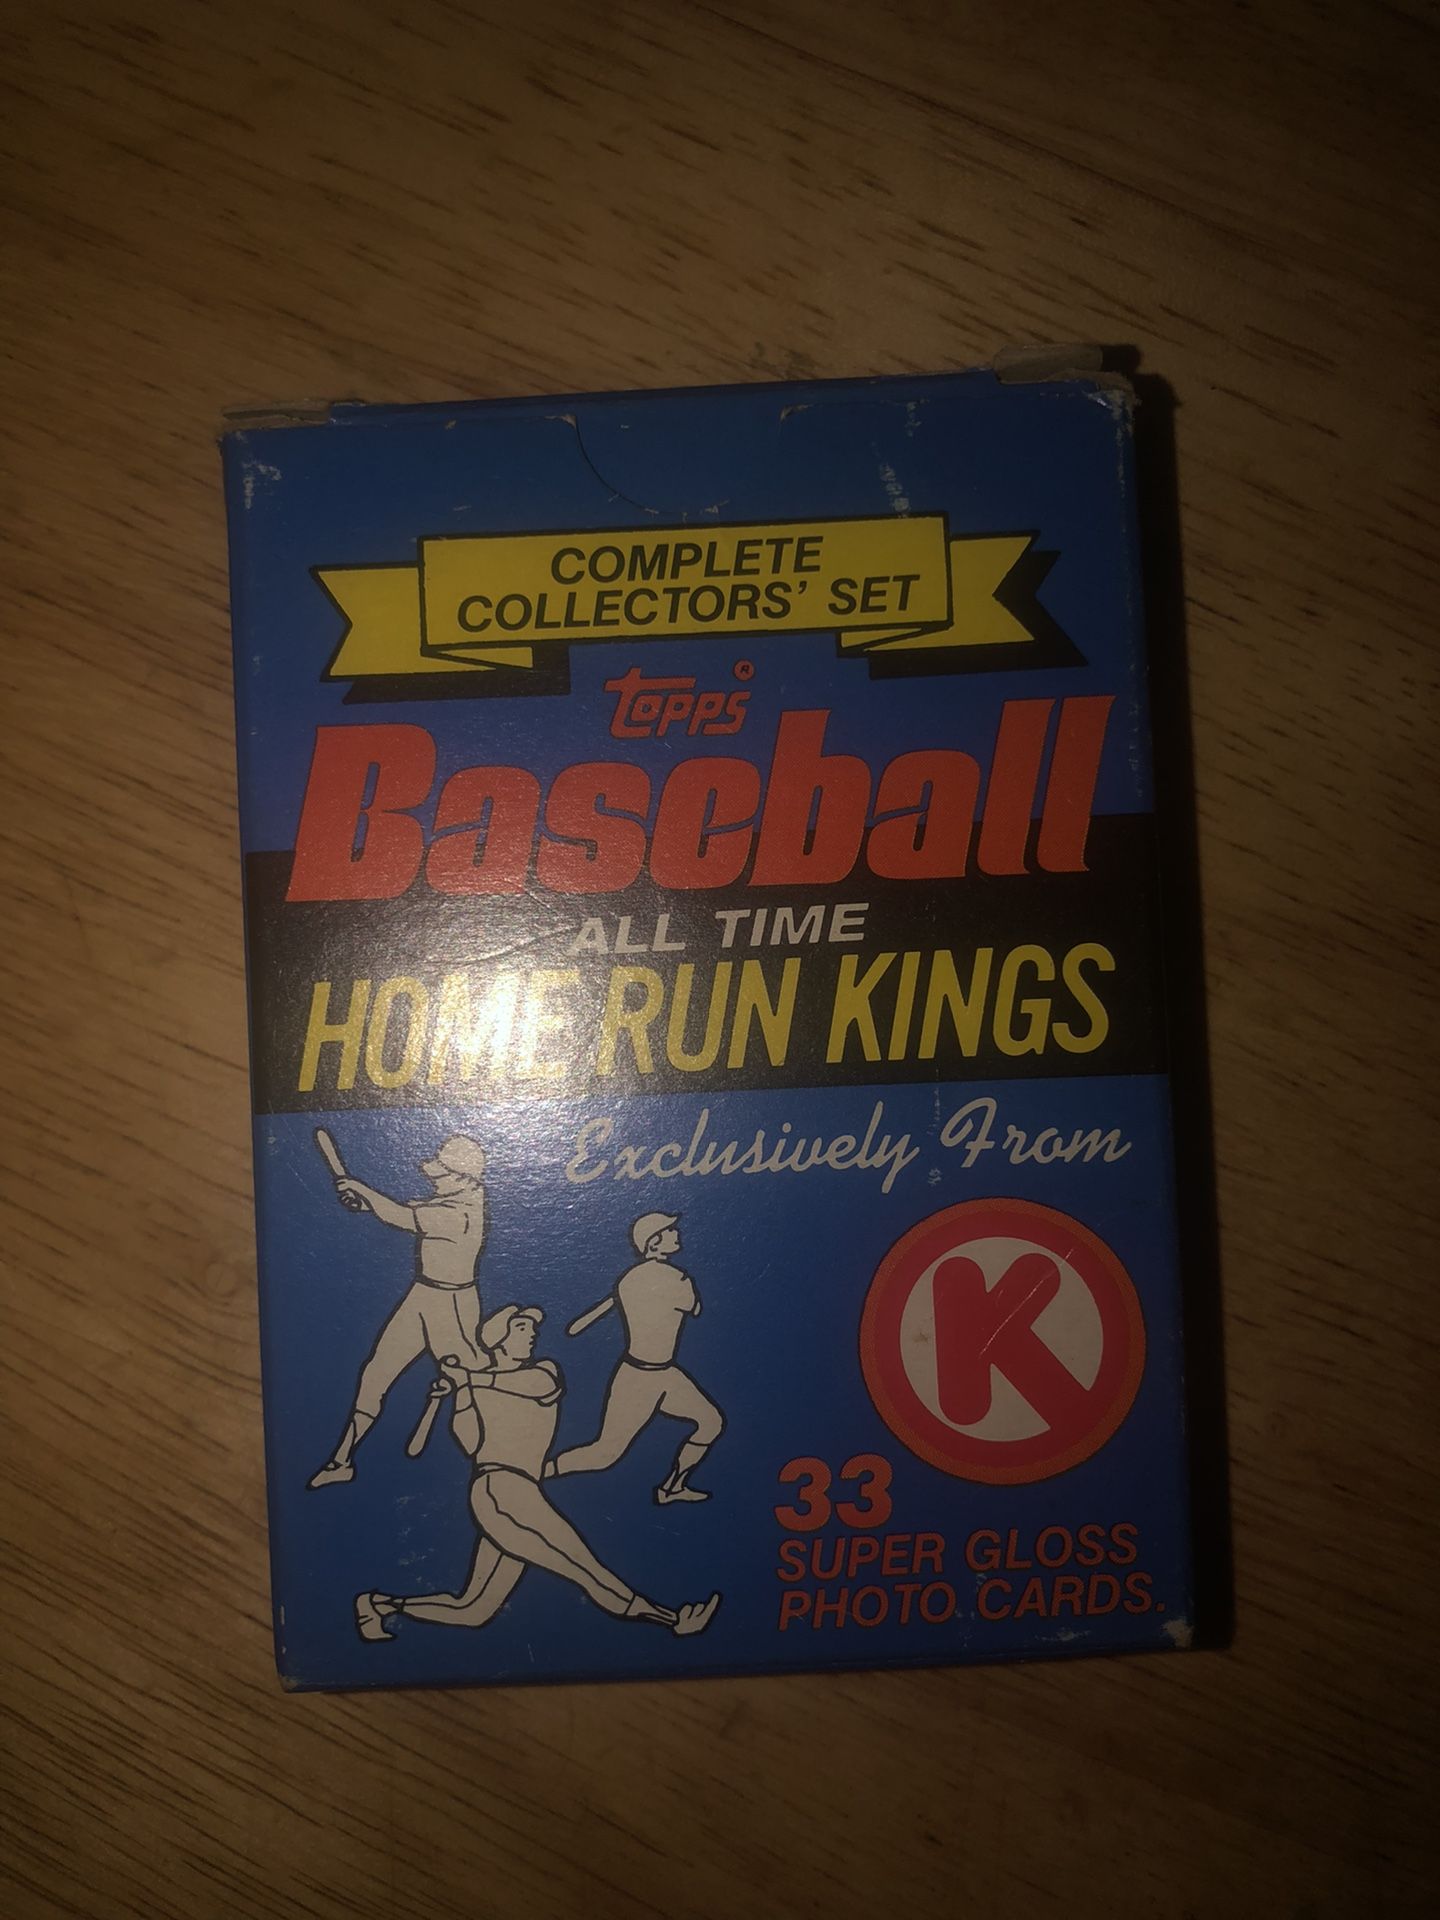 COMPLETE
COLLECTORS' SET
topps®
Baseball
ALL TIME
HOME RUN KINGS
Exclusively From
K
33
SUPER GLOSS
PHOTO CARDS.